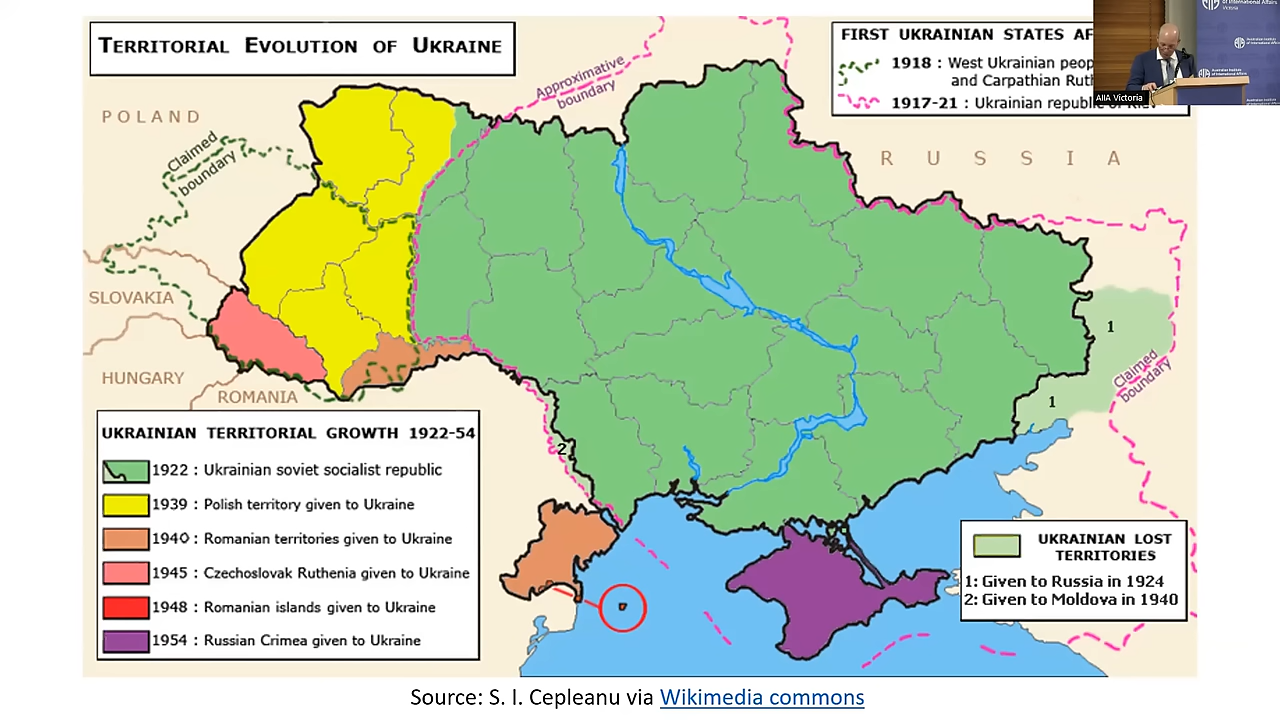 TERRITORIAL EVOLUTION OF UKRAINE
FIRST UKRAINIAN STATES AF
1918 : West Ukrainian peop
and Carpathian Ruth
1917-21 : Ukrainian republic of
of International Affairs
Victoria
AIIA Victoria
Approximative
boundary
POLAND
Claimed
boundary
RUSSIA
SLOVAKIA
HUNGARY
ROMANIA
1
1
2
Claimed
boundary
UKRAINIAN TERRITORIAL GROWTH 1922-54
1922 : Ukrainian soviet socialist republic
1939 : Polish territory given to Ukraine
1940 : Romanian territories given to Ukraine
1945 : Czechoslovak Ruthenia given to Ukraine
1948 : Romanian islands given to Ukraine
1954 : Russian Crimea given to Ukraine
UKRAINIAN LOST
TERRITORIES
1: Given to Russia in 1924
2: Given to Moldova in 1940
Source: S. I. Cepleanu via Wikimedia commons